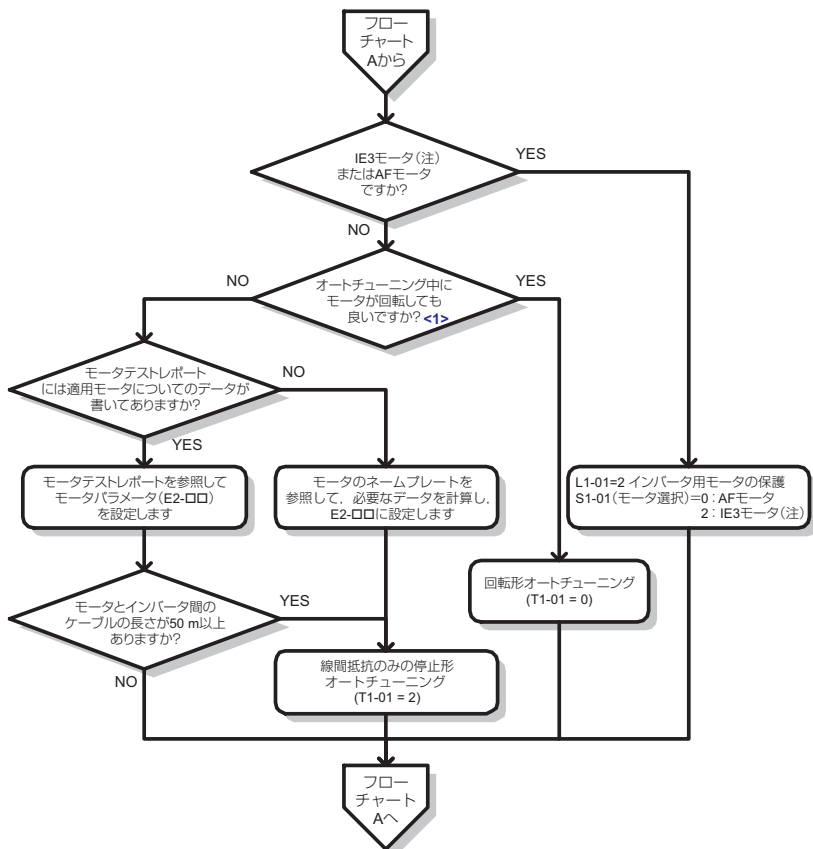 フロー
チャート
Aから
IE3モータ(注)
またはAFモータ
ですか?
YES
NO
オートチューニング中に
モータが回転しても
良いですか? <1>
NO
YES
モータテストレポート
には適用モータについてのデータが
書いてありますか?
NO
YES
モータテストレポートを参照して
モータパラメータ(E2-□□)
を設定します
モータのネームプレートを
参照して，必要なデータを計算し，
E2-□□に設定します
L1-01=2 インバータ用モータの保護
S1-01(モータ選択)=0：AFモータ
2：IE3モータ(注)
回転形オートチューニング
(T1-01 = 0)
モータとインバータ間の
ケーブルの長さが50 m以上
ありますか?
YES
NO
線間抵抗のみの停止形
オートチューニング
(T1-01 = 2)
フロー
チャート
Aへ